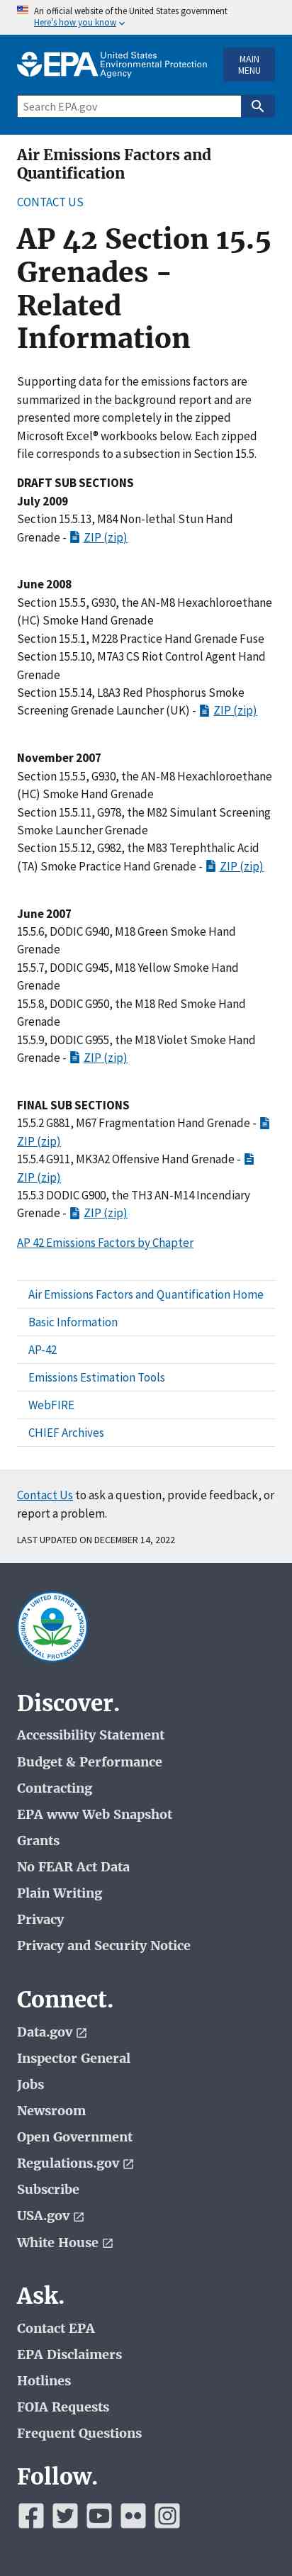 An official website of the United States government
Here's how you know
EPA United States
Environmental Protection
Agency
MAIN
MENU
Search EPA.gov
Air Emissions Factors and
Quantification
CONTACT US
AP 42 Section 15.5
Grenades -
Related
Information
Supporting data for the emissions factors are
summarized in the background report and are
presented more completely in the zipped
Microsoft Excel® workbooks below. Each zipped
file corresponds to a subsection in Section 15.5.
DRAFT SUB SECTIONS
July 2009
Section 15.5.13, M84 Non-lethal Stun Hand
Grenade - ZIP (zip)
June 2008
Section 15.5.5, G930, the AN-M8 Hexachloroethane
(HC) Smoke Hand Grenade
Section 15.5.1, M228 Practice Hand Grenade Fuse
Section 15.5.10, M7A3 CS Riot Control Agent Hand
Grenade
Section 15.5.14, L8A3 Red Phosphorus Smoke
Screening Grenade Launcher (UK) - ZIP (zip)
November 2007
Section 15.5.5, G930, the AN-M8 Hexachloroethane
(HC) Smoke Hand Grenade
Section 15.5.11, G978, the M82 Simulant Screening
Smoke Launcher Grenade
Section 15.5.12, G982, the M83 Terephthalic Acid
(TA) Smoke Practice Hand Grenade - ZIP (zip)
June 2007
15.5.6, DODIC G940, M18 Green Smoke Hand
Grenade
15.5.7, DODIC G945, M18 Yellow Smoke Hand
Grenade
15.5.8, DODIC G950, the M18 Red Smoke Hand
Grenade
15.5.9, DODIC G955, the M18 Violet Smoke Hand
Grenade - ZIP (zip)
FINAL SUB SECTIONS
15.5.2 G881, M67 Fragmentation Hand Grenade -
ZIP (zip)
15.5.4 G911, MK3A2 Offensive Hand Grenade -
ZIP (zip)
15.5.3 DODIC G900, the TH3 AN-M14 Incendiary
Grenade - ZIP (zip)
AP 42 Emissions Factors by Chapter
Air Emissions Factors and Quantification Home
Basic Information
AP-42
Emissions Estimation Tools
WebFIRE
CHIEF Archives
Contact Us to ask a question, provide feedback, or
report a problem.
LAST UPDATED ON DECEMBER 14, 2022
UNITED STATES
ENVIRONMENTAL PROTECTION AGENCY
Discover.
Accessibility Statement
Budget & Performance
Contracting
EPA www Web Snapshot
Grants
No FEAR Act Data
Plain Writing
Privacy
Privacy and Security Notice
Connect.
Data.gov
Inspector General
Jobs
Newsroom
Open Government
Regulations.gov
Subscribe
USA.gov
White House
Ask.
Contact EPA
EPA Disclaimers
Hotlines
FOIA Requests
Frequent Questions
Follow.